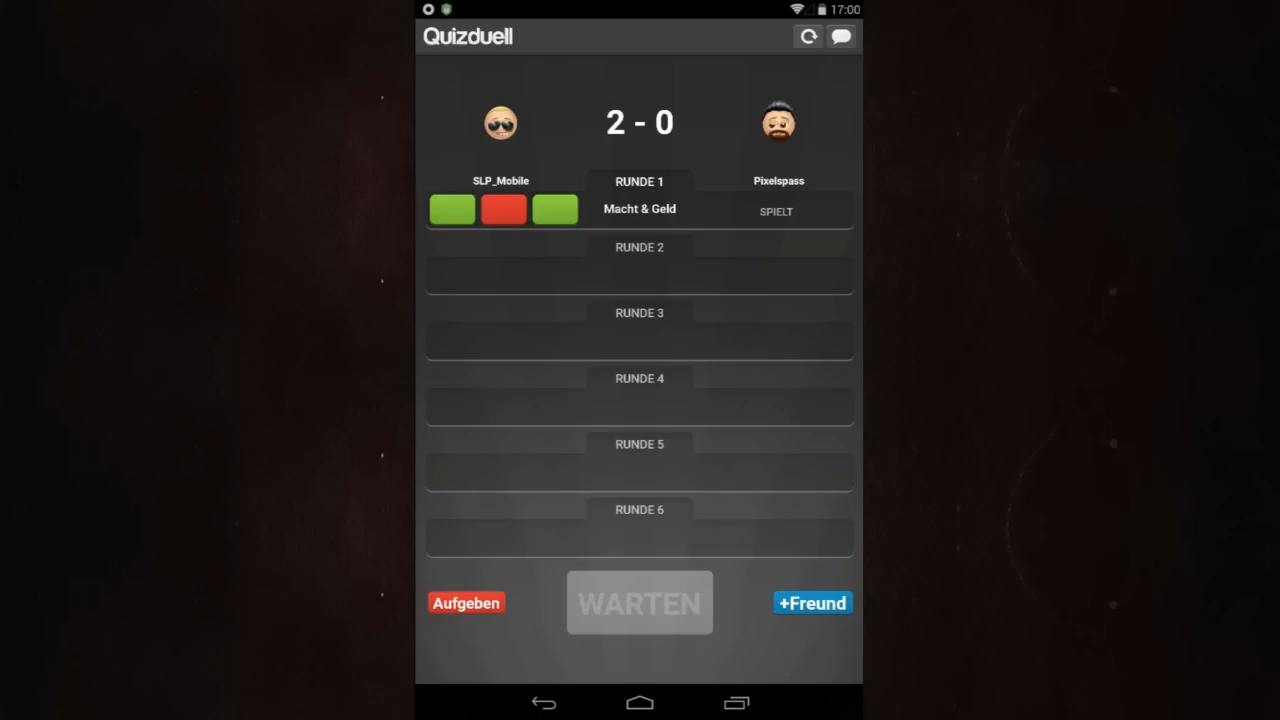 17:00
Quizduell
2 - 0
SLP_Mobile
RUNDE 1
Pixelspass
Macht & Geld
SPIELT
RUNDE 2
RUNDE 3
RUNDE 4
RUNDE 5
RUNDE 6
Aufgeben
WARTEN
+Freund